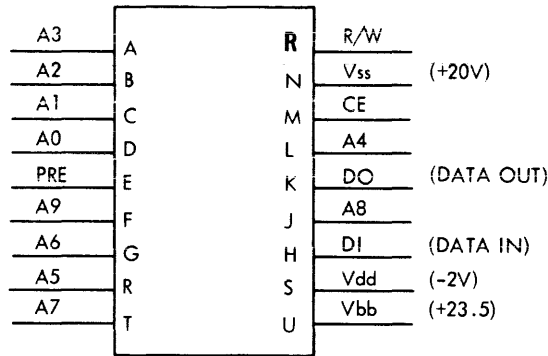 A3 A R̄ R/W
A2 B N Vss (+20V)
A1 C M CE
A0 D L A4
PRE E K DO (DATA OUT)
A9 F J A8
A6 G H DI (DATA IN)
A5 R S Vdd (-2V)
A7 T U Vbb (+23.5)